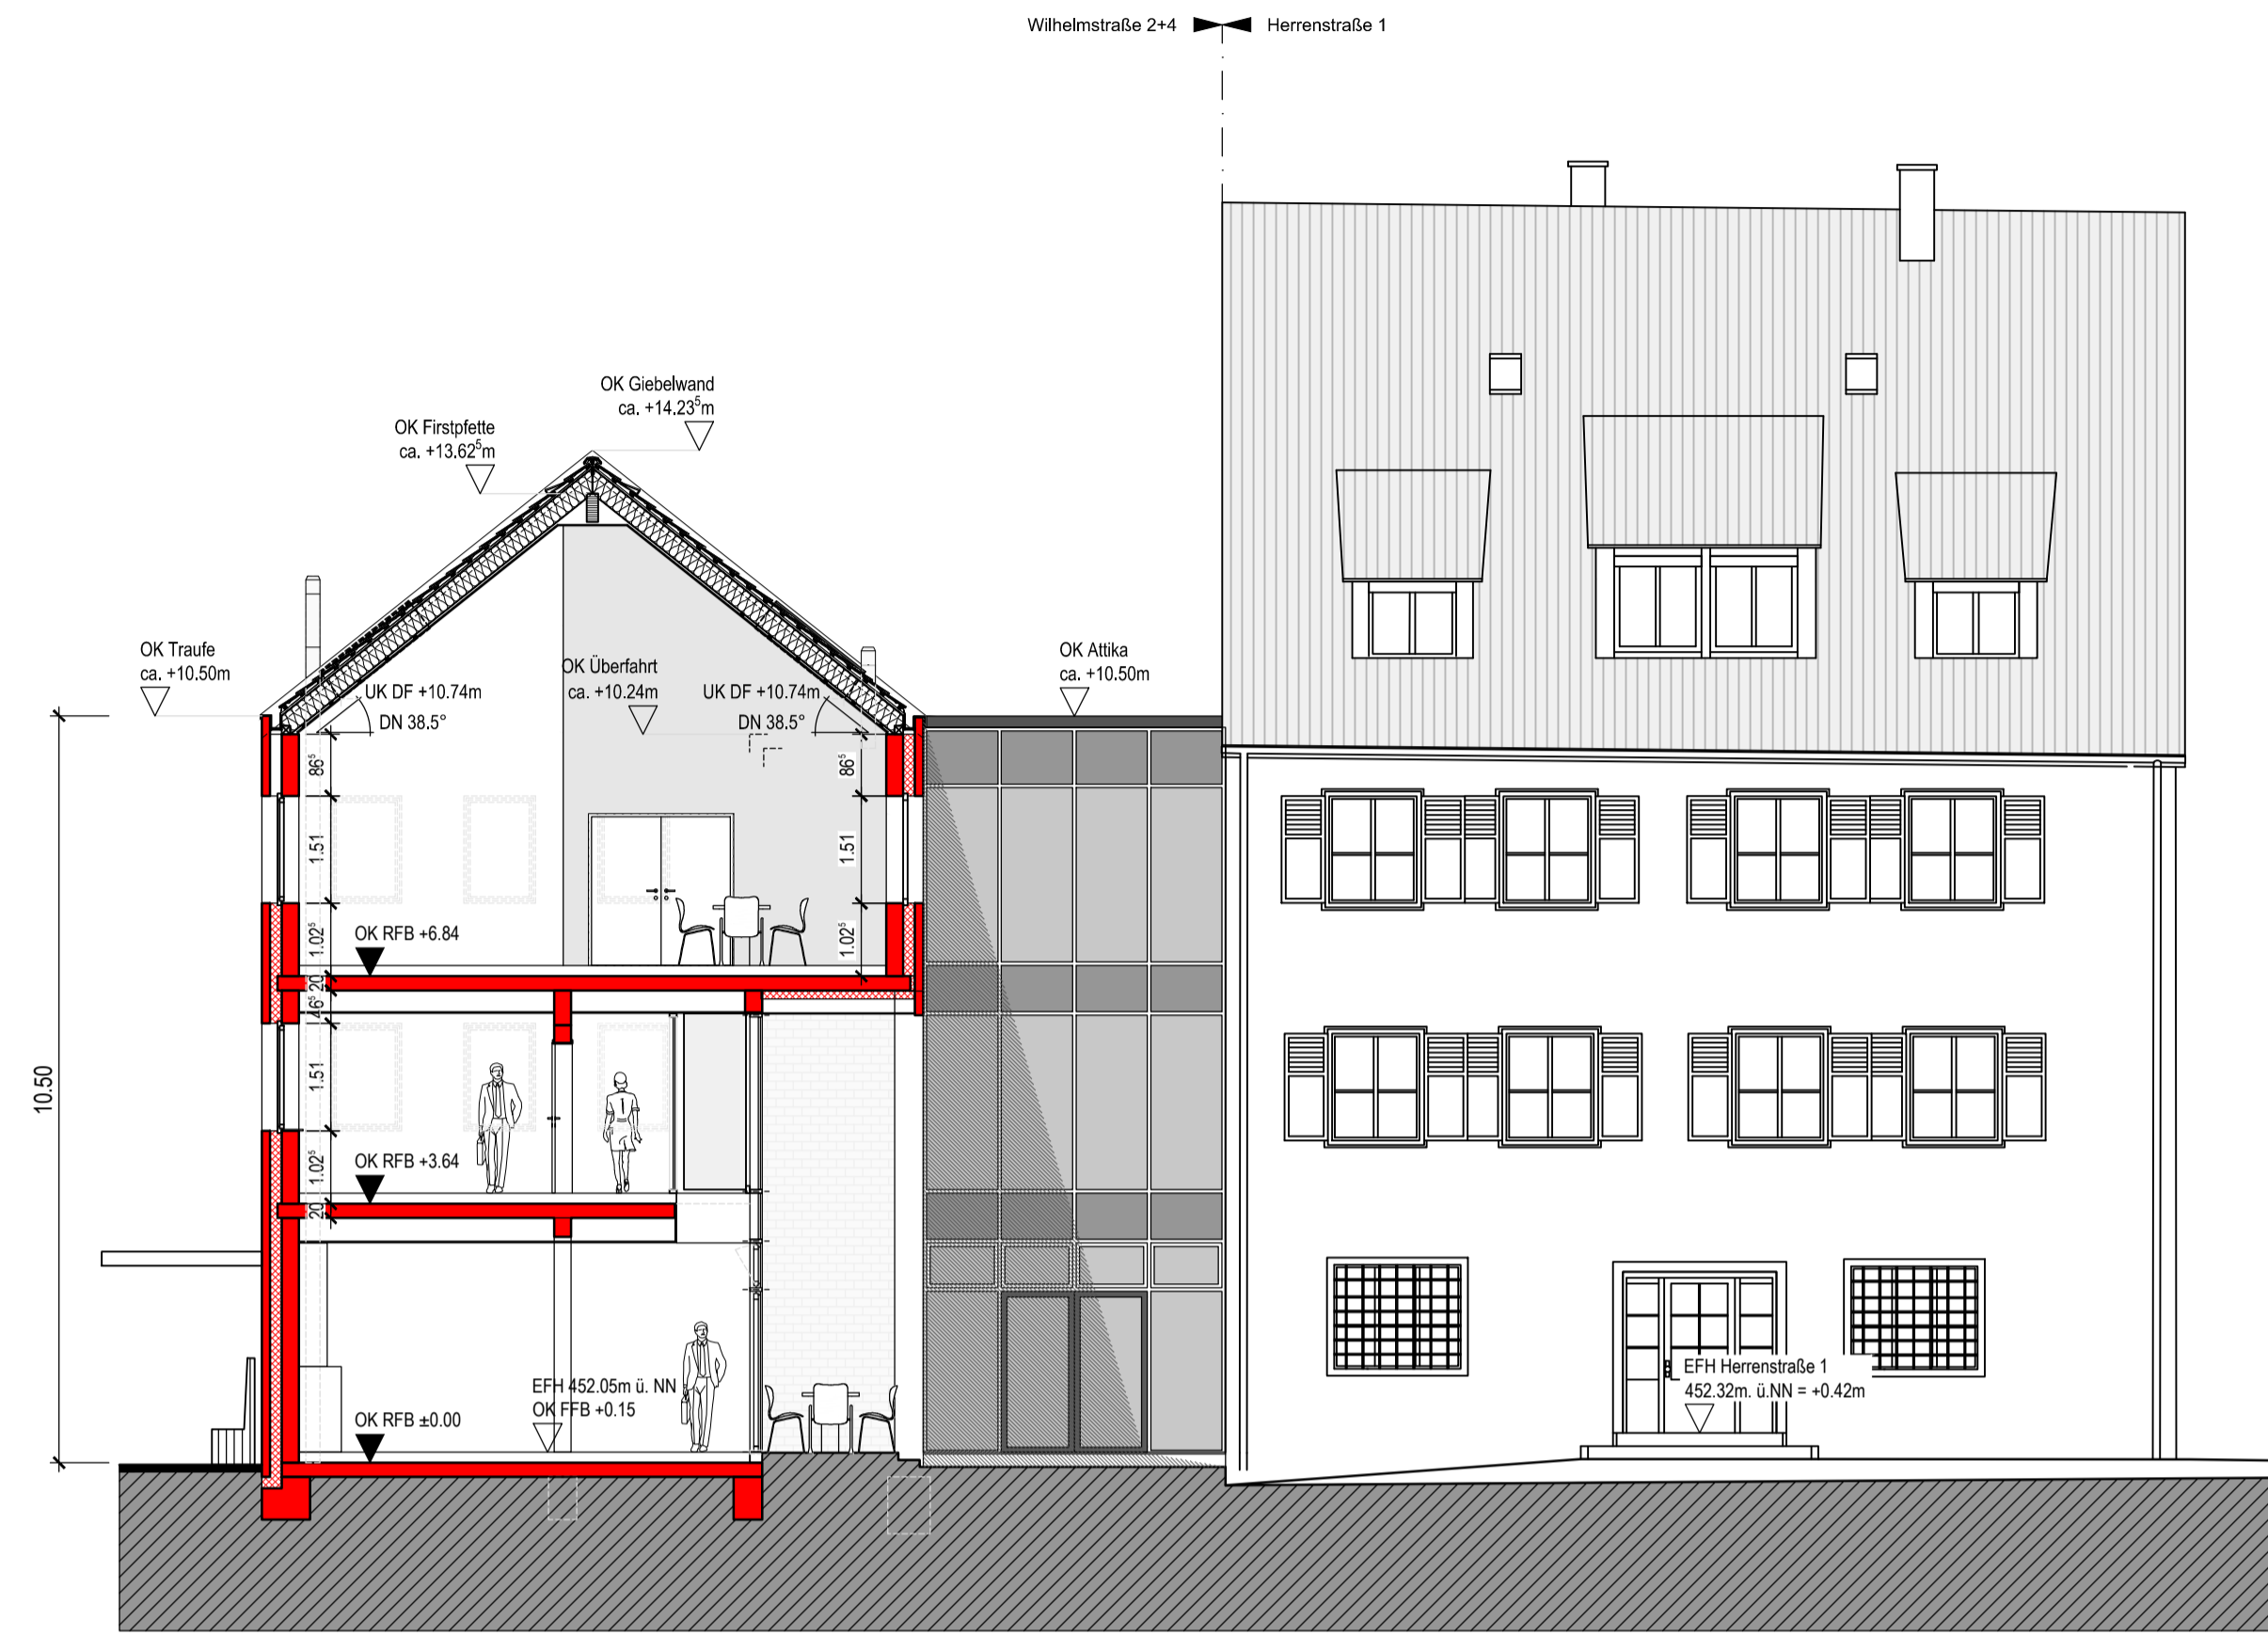 Wilhelmstraße 2+4
Herrenstraße 1
OK Giebelwand
ca. +14.23⁵m
OK Firstpfette
ca. +13.62⁵m
OK Traufe
ca. +10.50m
OK Überfahrt
ca. +10.24m
OK Attika
ca. +10.50m
UK DF +10.74m
DN 38.5°
UK DF +10.74m
DN 38.5°
86⁵
86⁵
1.51
1.51
1.02⁵
1.02⁵
OK RFB +6.84
20
46⁵
1.51
10.50
1.02⁵
OK RFB +3.64
20
EFH Herrenstraße 1
452.32m. ü.NN = +0.42m
EFH 452.05m ü. NN
OK FFB +0.15
OK RFB ±0.00